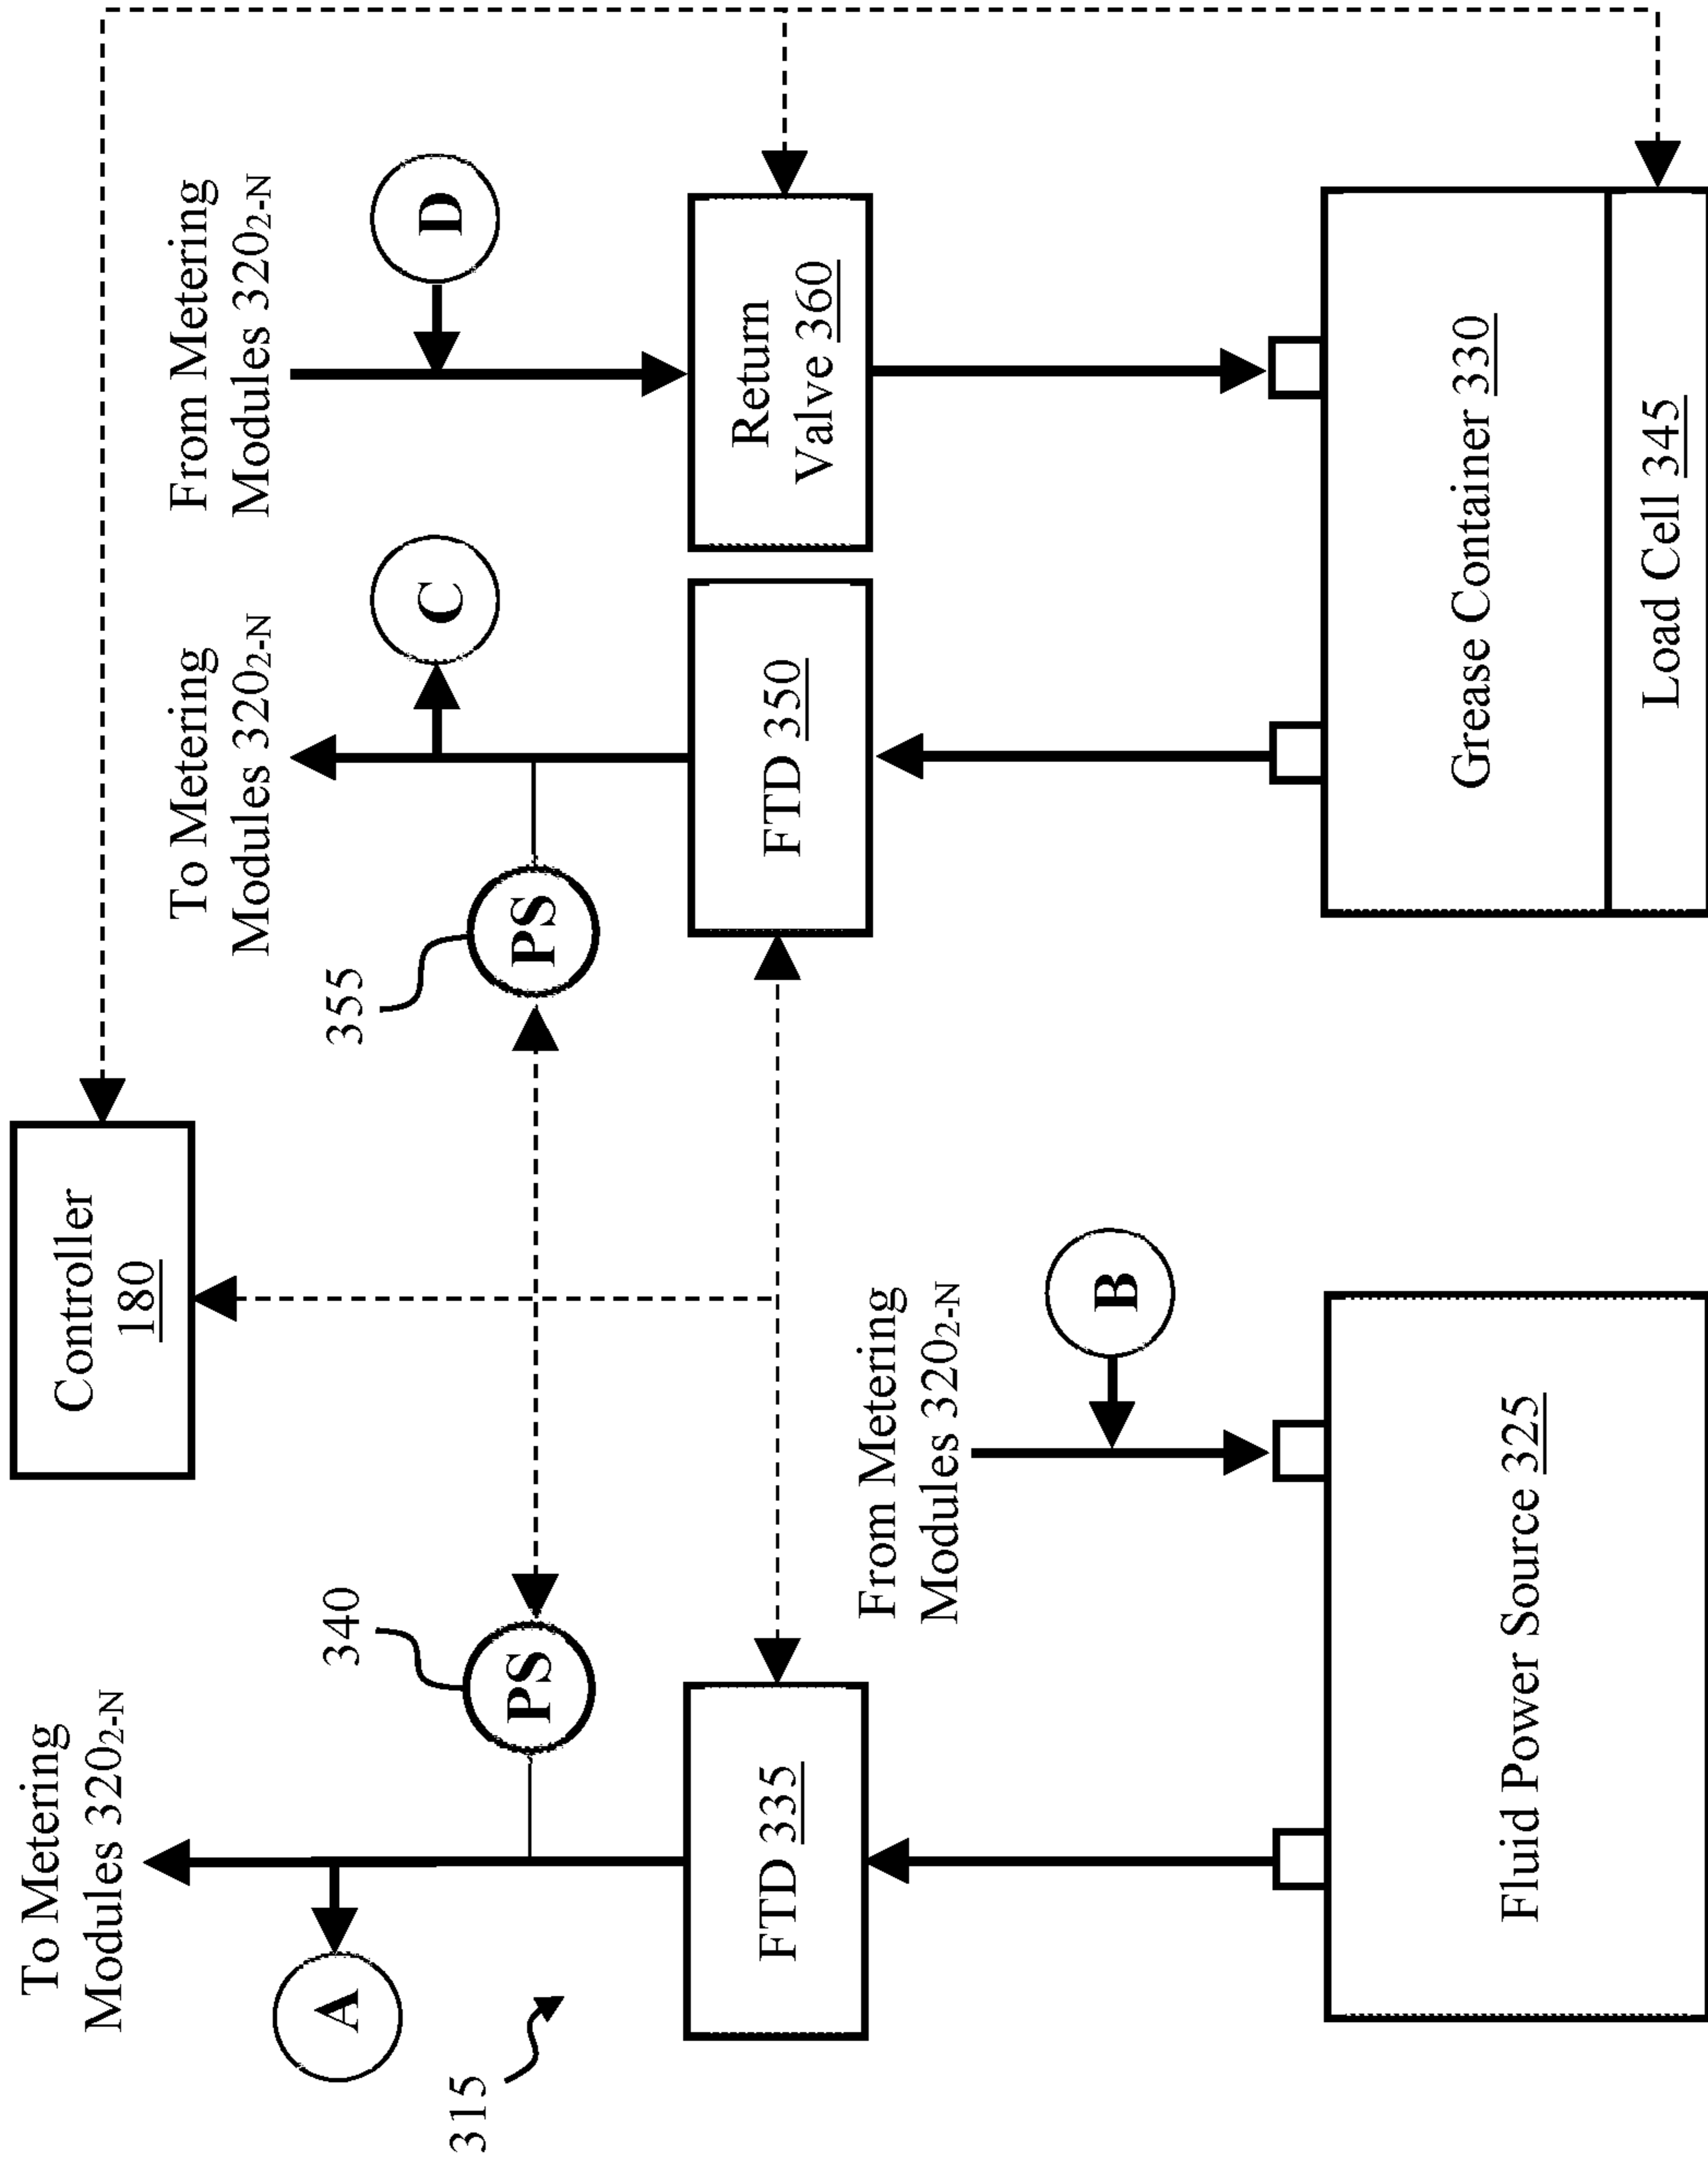 To Metering
Modules 320₂₋N
Controller
180
To Metering
Modules 320₂₋N
From Metering
Modules 320₂₋N
A
340
355
C
D
315
PS
PS
FTD 335
FTD 350
Return
Valve 360
From Metering
Modules 320₂₋N
B
Fluid Power Source 325
Grease Container 330
Load Cell 345